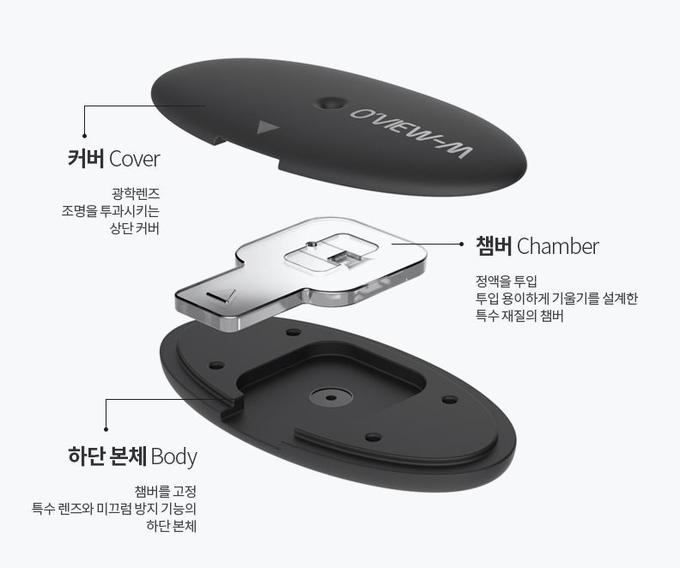 O'VIEW-M
커버 Cover
광학렌즈
조명을 투과시키는
상단 커버
챔버 Chamber
정액을 투입
투입 용이하게 기울기를 설계한
특수 재질의 챔버
하단 본체 Body
챔버를 고정
특수 렌즈와 미끄럼 방지 기능의
하단 본체